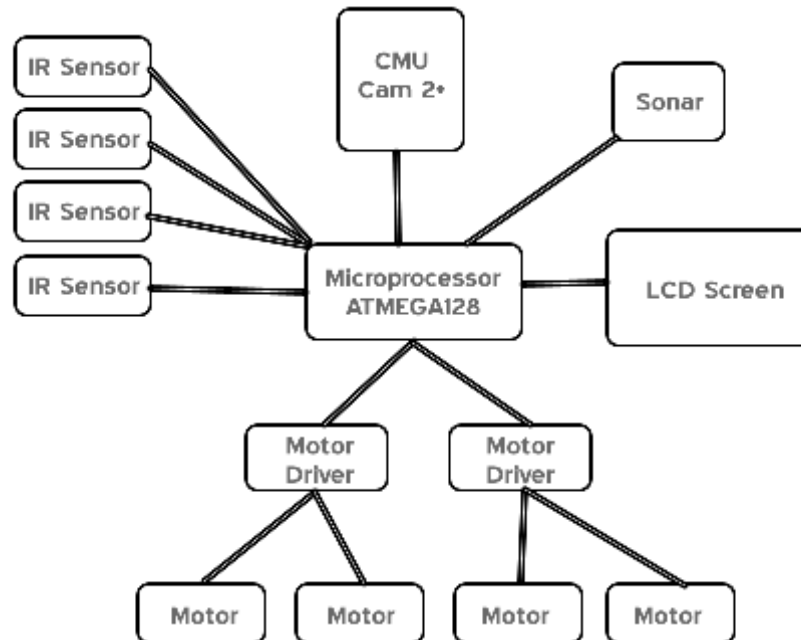 IR Sensor
CMU
Cam 2+
Sonar
IR Sensor
IR Sensor
IR Sensor
Microprocessor
ATMEGA128
LCD Screen
Motor
Driver
Motor
Driver
Motor
Motor
Motor
Motor